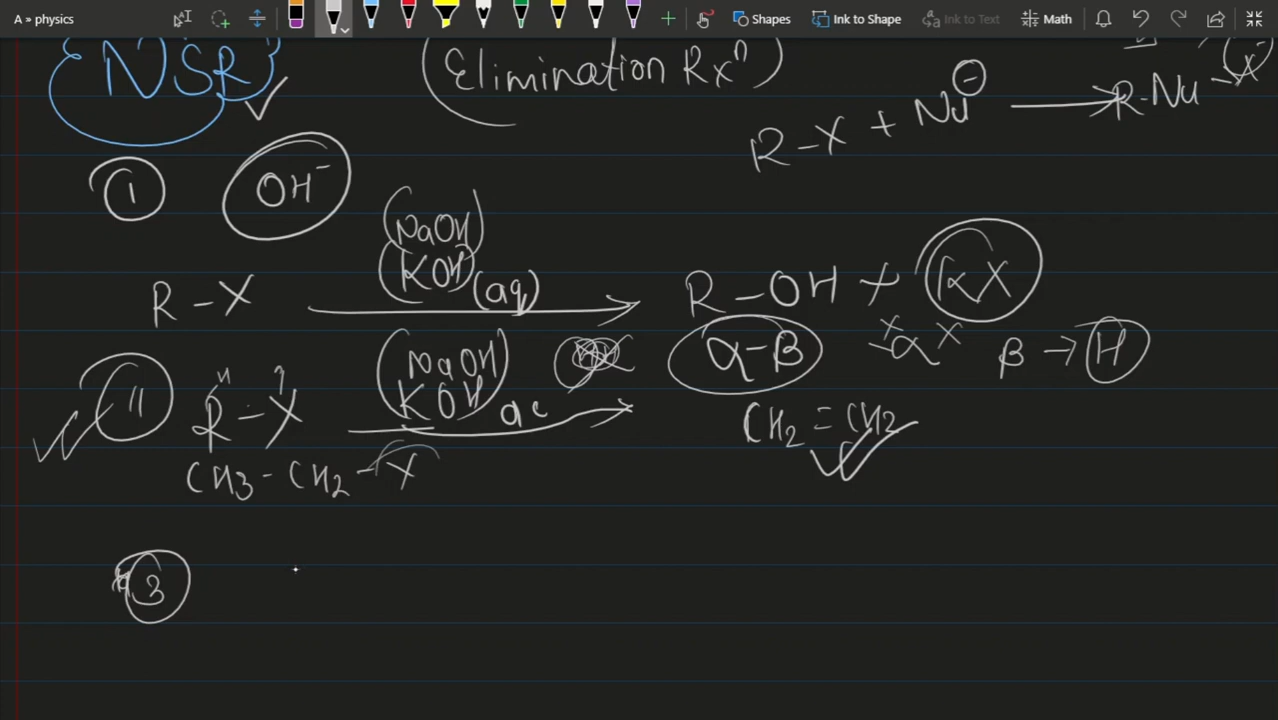 A » physics
Shapes
Ink to Shape
Ink to Text
Math
{NSR}
(Elimination Rxⁿ)
R-X + Nu⁻ → R-Nu
① OH⁻
NaOH
R-X KOH (aq) → R-OH + KX
NaOH
α-β
α
β → H
11 R-X KOH
CH₂=CH₂
CH₃-CH₂-X
3